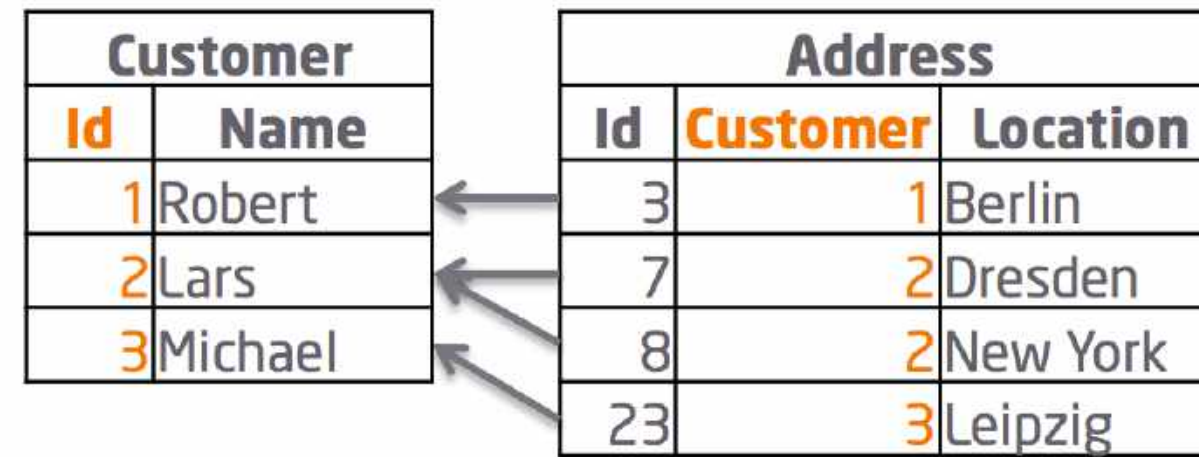 Customer
Id Name
1 Robert
2 Lars
3 Michael
Address
Id Customer Location
3 1 Berlin
7 2 Dresden
8 2 New York
23 3 Leipzig